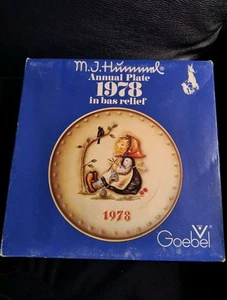 M.J.Hummel
Annual Plate
1978
in bas relief
1978
Goebel